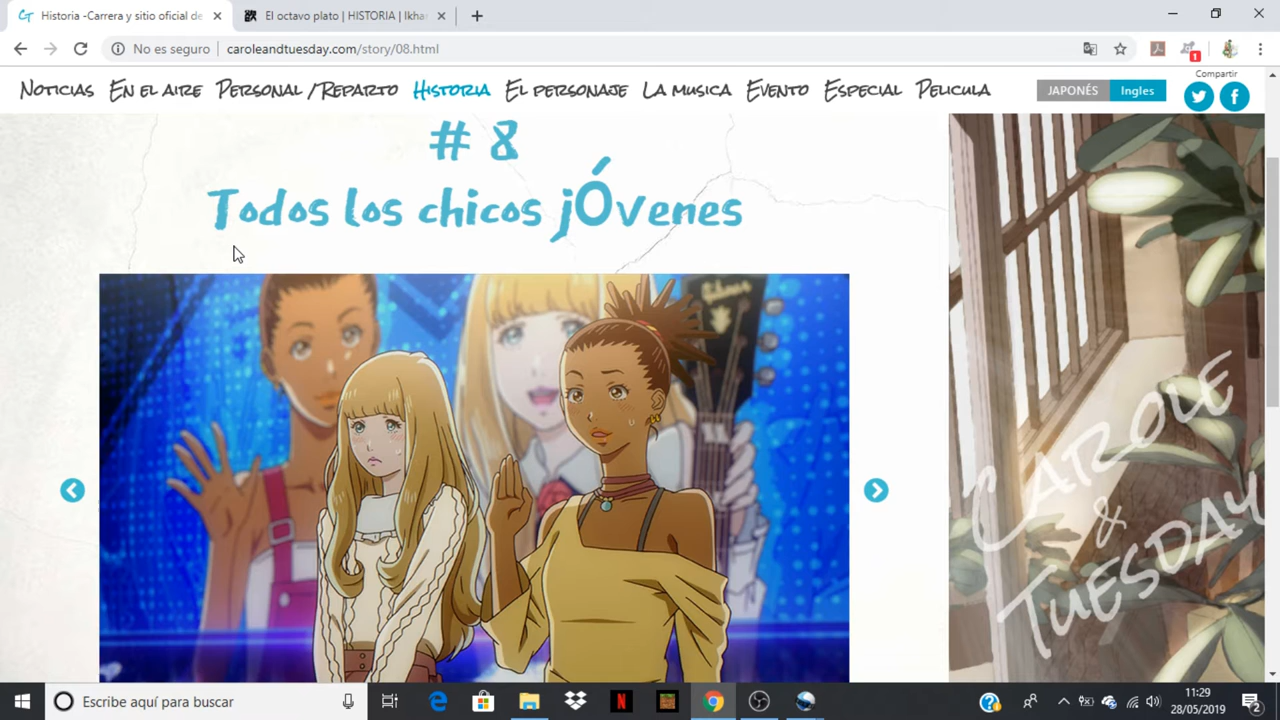 Historia -Carrera y sitio oficial de
El octavo plato | HISTORIA | Ikha
No es seguro
caroleandtuesday.com/story/08.html
1
Noticias En el aire Personal /Reparto Historia El personaje La musica Evento Especial Pelicula
JAPONÉS Ingles
Compartir
# 8
Todos los chicos jÓvenes
CAROLE
&
TUESDAY
Escribe aquí para buscar
11:29
28/05/2019
2